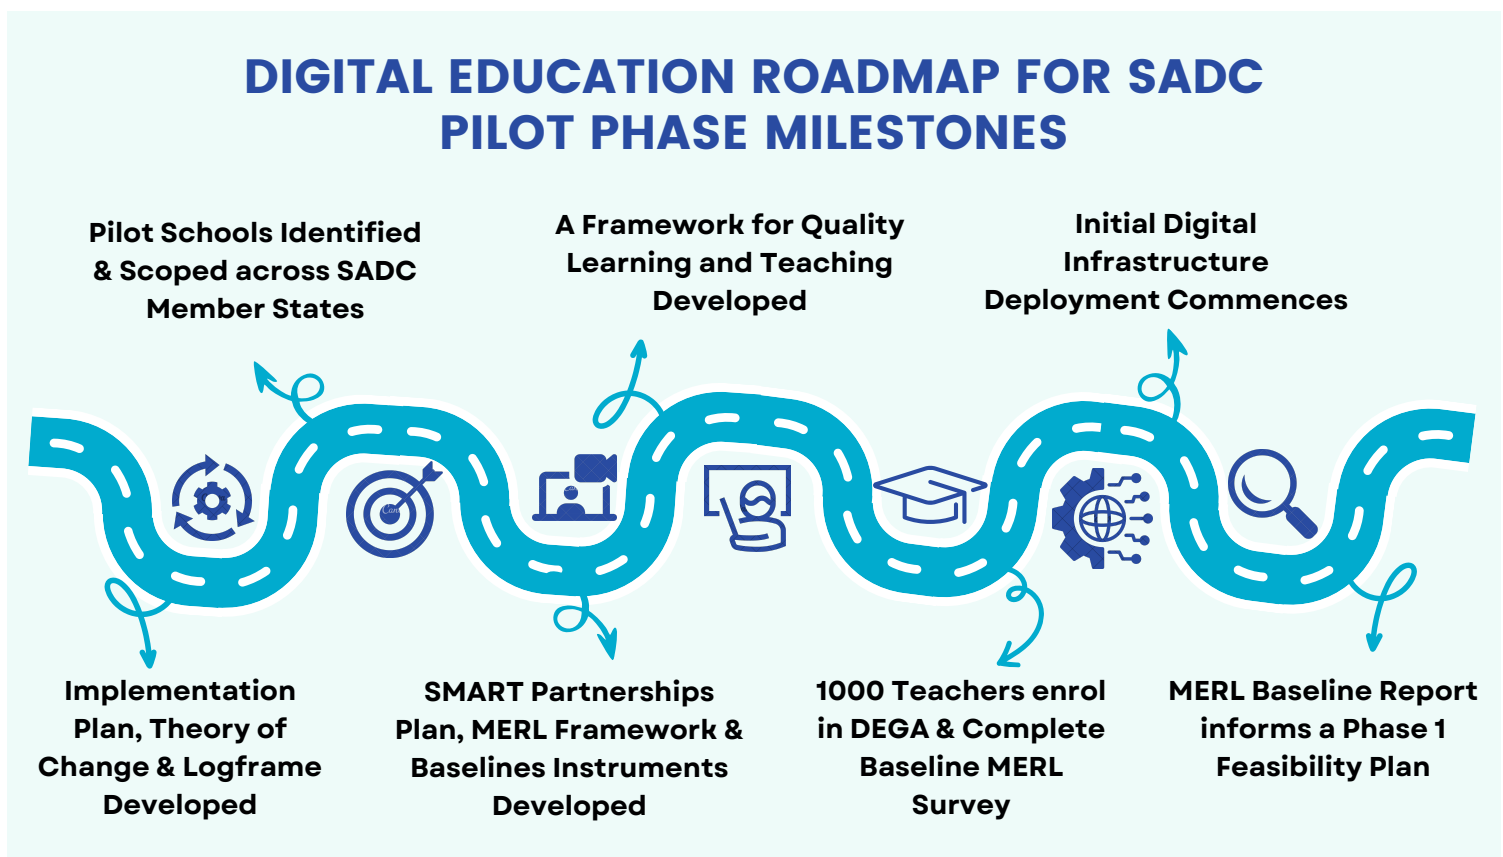 DIGITAL EDUCATION ROADMAP FOR SADC
PILOT PHASE MILESTONES
Pilot Schools Identified
& Scoped across SADC
Member States
A Framework for Quality
Learning and Teaching
Developed
Initial Digital
Infrastructure
Deployment Commences
Implementation
Plan, Theory of
Change & Logframe
Developed
SMART Partnerships
Plan, MERL Framework &
Baselines Instruments
Developed
1000 Teachers enrol
in DEGA & Complete
Baseline MERL
Survey
MERL Baseline Report
informs a Phase 1
Feasibility Plan